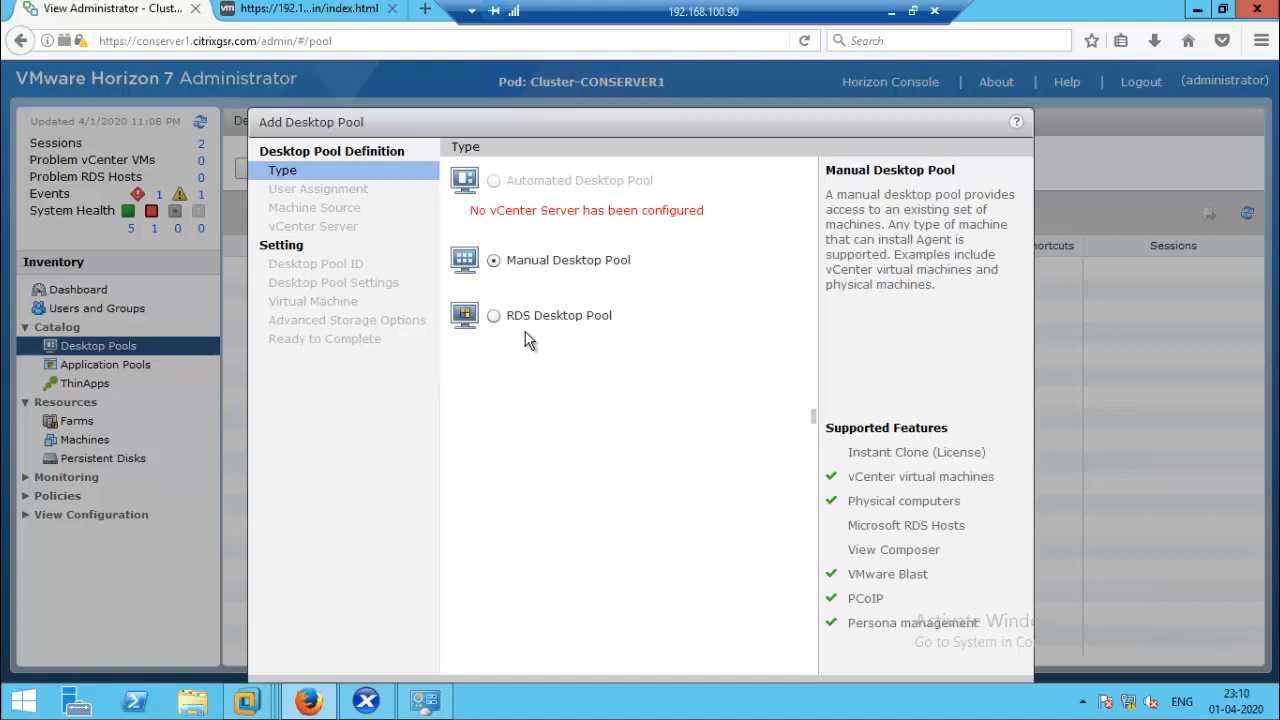 View Administrator - Clust...
https://192.1...in/index.html
192.168.100.90
https://conserver1.citrixgsr.com/admin/#/pool
Search
VMware Horizon 7 Administrator
Pod: Cluster-CONSERVER1
Horizon Console
About
Help
Logout
(administrator)
Updated 4/1/2020 11:08 PM
Sessions 2
Problem vCenter VMs 0
Problem RDS Hosts 0
Events 1 1
System Health
5 1 0 0
Inventory
Dashboard
Users and Groups
Catalog
Desktop Pools
Application Pools
ThinApps
Resources
Farms
Machines
Persistent Disks
Monitoring
Policies
View Configuration
De
Add Desktop Pool
Desktop Pool Definition
Type
User Assignment
Machine Source
vCenter Server
Setting
Desktop Pool ID
Desktop Pool Settings
Virtual Machine
Advanced Storage Options
Ready to Complete
Type
Automated Desktop Pool
No vCenter Server has been configured
Manual Desktop Pool
RDS Desktop Pool
Manual Desktop Pool
A manual desktop pool provides
access to an existing set of
machines. Any type of machine
that can install Agent is
supported. Examples include
vCenter virtual machines and
physical machines.
Supported Features
Instant Clone (License)
vCenter virtual machines
Physical computers
Microsoft RDS Hosts
View Composer
VMware Blast
PCoIP
Persona management
Activate Windo
Go to System in Co
hortcuts
Sessions
ENG
23:10
01-04-2020